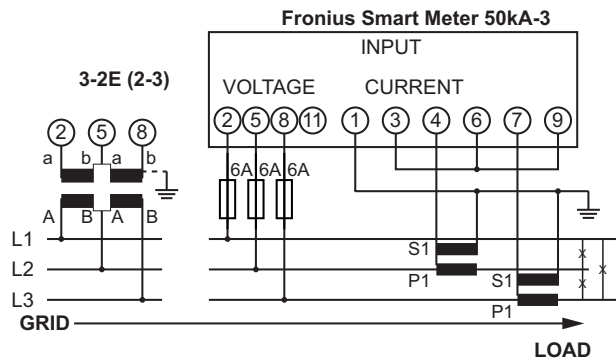 Fronius Smart Meter 50kA-3
INPUT
3-2E (2-3)
VOLTAGE CURRENT
2 5 8
2 5 8 11 1 3 4 6 7 9
a b a b
6A 6A 6A
A B A B
L1
S1
L2
P1
S1
L3
P1
GRID
LOAD
x
x
x